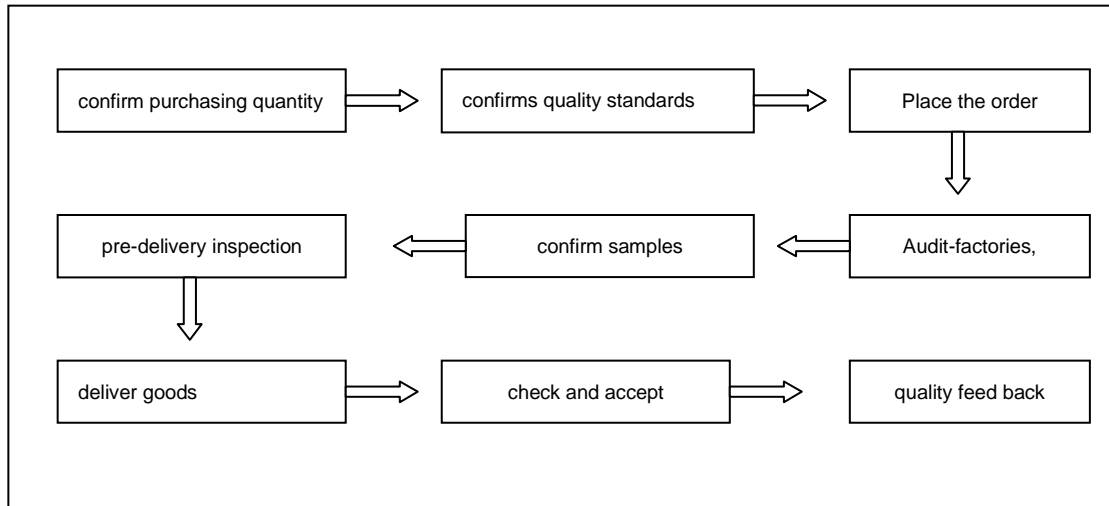 confirm purchasing quantity
confirms quality standards
Place the order
Audit-factories,
confirm samples
pre-delivery inspection
deliver goods
check and accept
quality feed back